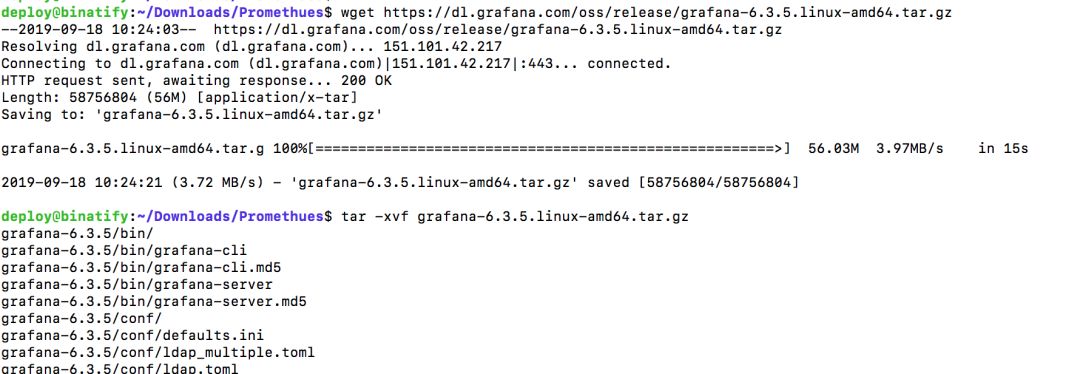 deploy@binatify:~/Downloads/Promethues$ wget https://dl.grafana.com/oss/release/grafana-6.3.5.linux-amd64.tar.gz
--2019-09-18 10:24:03--  https://dl.grafana.com/oss/release/grafana-6.3.5.linux-amd64.tar.gz
Resolving dl.grafana.com (dl.grafana.com)... 151.101.42.217
Connecting to dl.grafana.com (dl.grafana.com)|151.101.42.217|:443... connected.
HTTP request sent, awaiting response... 200 OK
Length: 58756804 (56M) [application/x-tar]
Saving to: 'grafana-6.3.5.linux-amd64.tar.gz'
grafana-6.3.5.linux-amd64.tar.g 100%[======================================================>]  56.03M  3.97MB/s    in 15s
2019-09-18 10:24:21 (3.72 MB/s) - 'grafana-6.3.5.linux-amd64.tar.gz' saved [58756804/58756804]
deploy@binatify:~/Downloads/Promethues$ tar -xvf grafana-6.3.5.linux-amd64.tar.gz
grafana-6.3.5/bin/
grafana-6.3.5/bin/grafana-cli
grafana-6.3.5/bin/grafana-cli.md5
grafana-6.3.5/bin/grafana-server
grafana-6.3.5/bin/grafana-server.md5
grafana-6.3.5/conf/
grafana-6.3.5/conf/defaults.ini
grafana-6.3.5/conf/ldap_multiple.toml
grafana-6.3.5/conf/ldap.toml